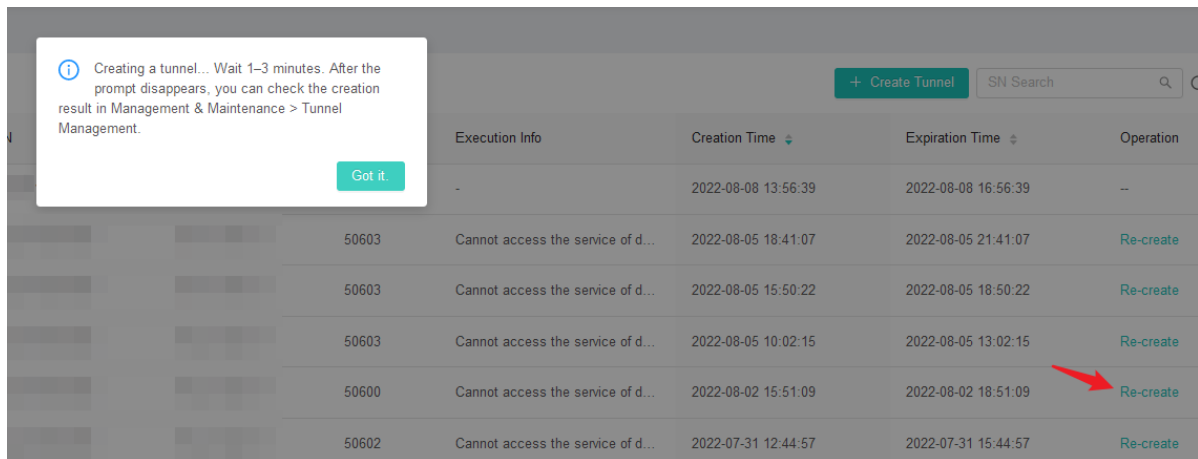 Creating a tunnel... Wait 1–3 minutes. After the
prompt disappears, you can check the creation
result in Management & Maintenance > Tunnel
Management.
Got it.
+ Create Tunnel SN Search
N Execution Info Creation Time Expiration Time Operation
- 2022-08-08 13:56:39 2022-08-08 16:56:39 --
50603 Cannot access the service of d... 2022-08-05 18:41:07 2022-08-05 21:41:07 Re-create
50603 Cannot access the service of d... 2022-08-05 15:50:22 2022-08-05 18:50:22 Re-create
50603 Cannot access the service of d... 2022-08-05 10:02:15 2022-08-05 13:02:15 Re-create
50600 Cannot access the service of d... 2022-08-02 15:51:09 2022-08-02 18:51:09 Re-create
50602 Cannot access the service of d... 2022-07-31 12:44:57 2022-07-31 15:44:57 Re-create